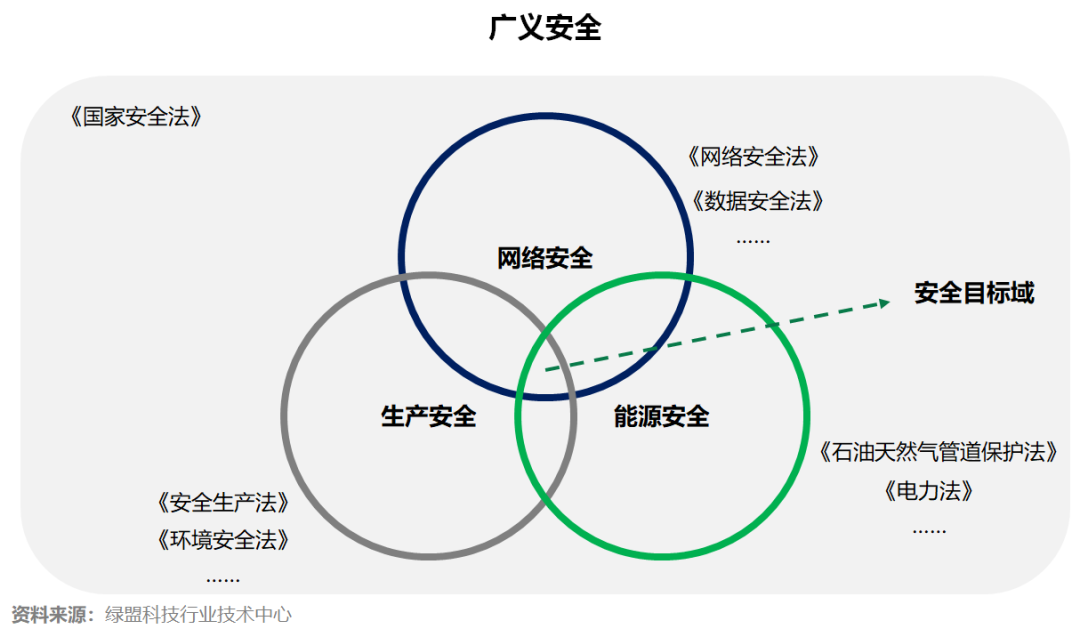 广义安全
《国家安全法》
《网络安全法》
《数据安全法》
……
网络安全
安全目标域
生产安全
能源安全
《石油天然气管道保护法》
《电力法》
……
《安全生产法》
《环境安全法》
……
资料来源：绿盟科技行业技术中心